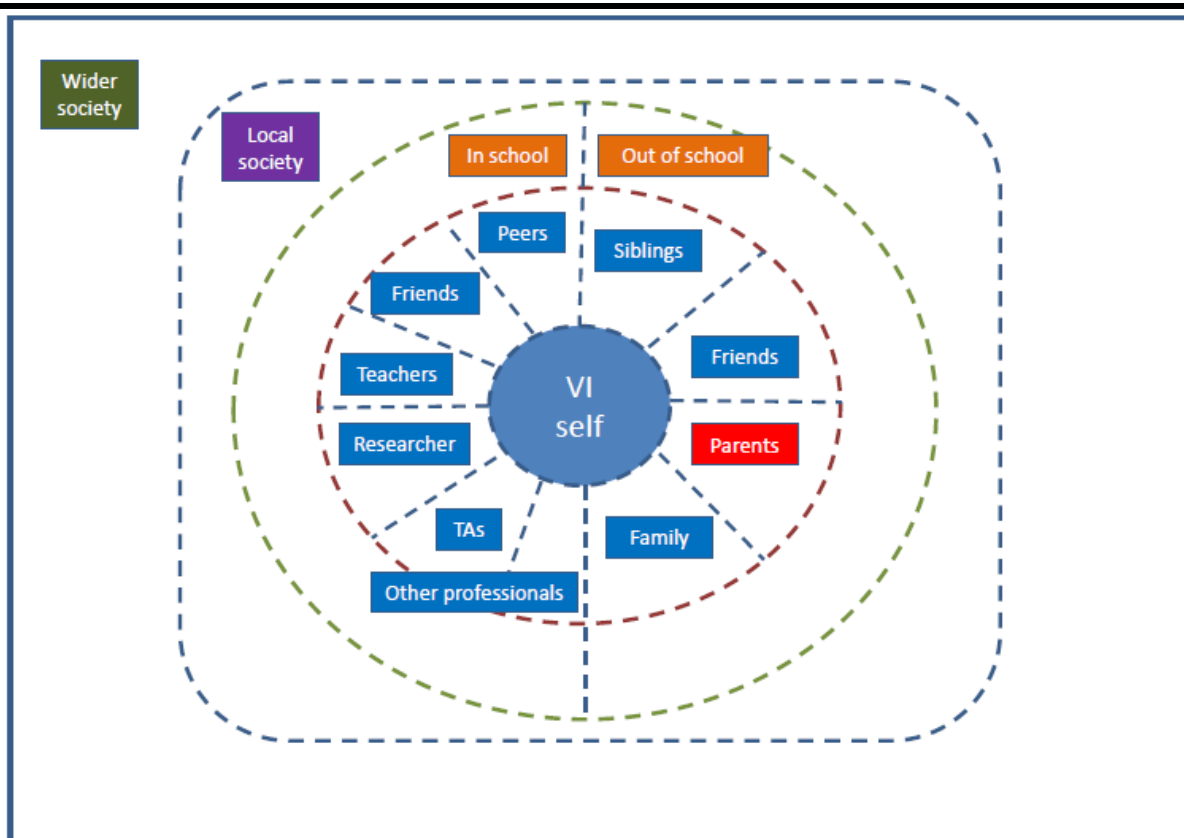 Wider
society
Local
society
In school
Out of school
Peers
Siblings
Friends
Friends
Teachers
VI
self
Researcher
Parents
TAs
Family
Other professionals